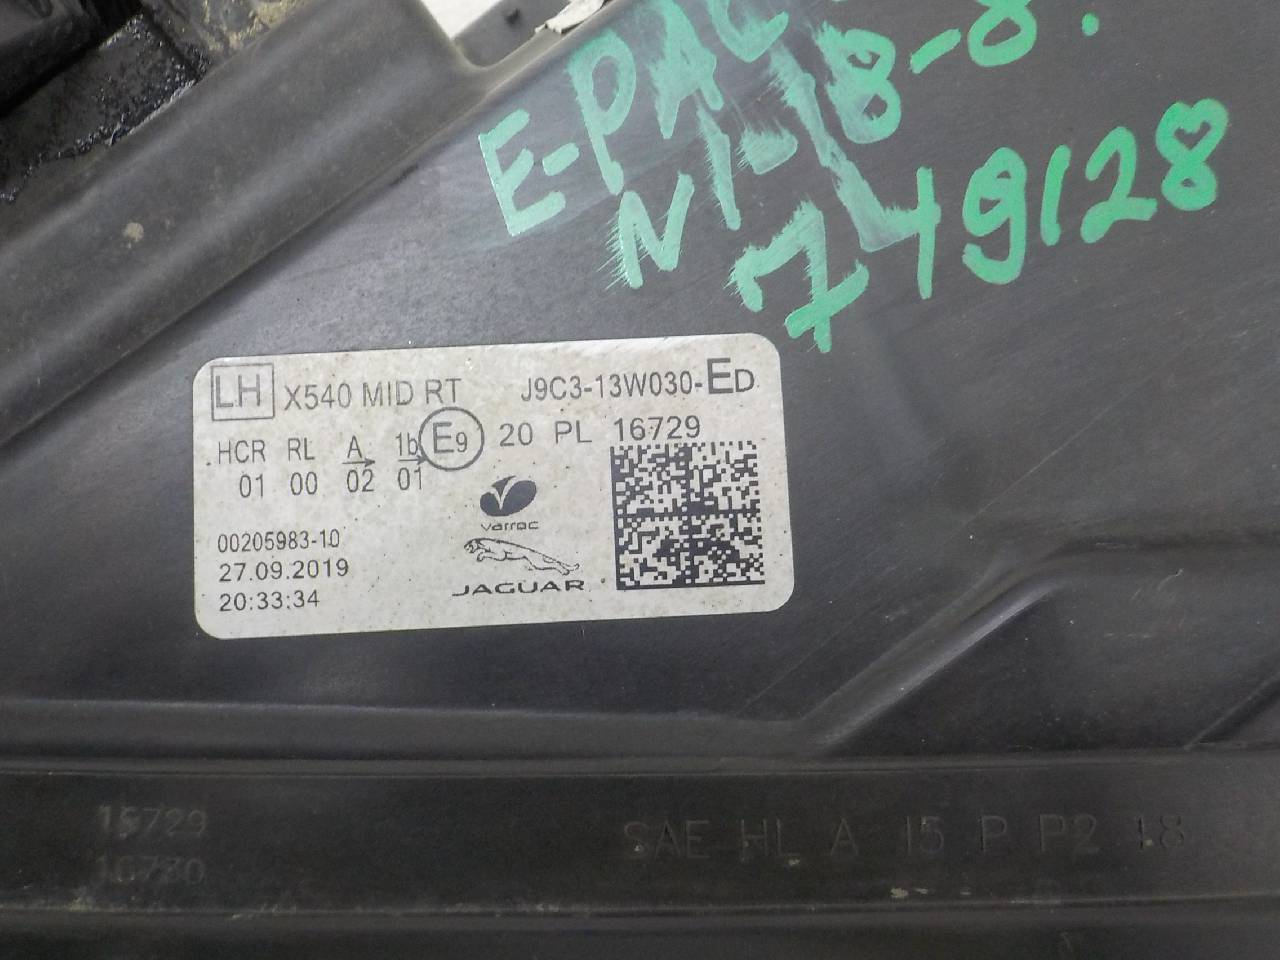 E-PAC
N1-18-8.
749128
LH X540 MID RT J9C3-13W030-ED
HCR RL A 1b E9 20 PL 16729
01 00 02 01
varroc
00205983-10
27.09.2019
JAGUAR
20:33:34
16729
16730
SAE HL A I5 P P2 18